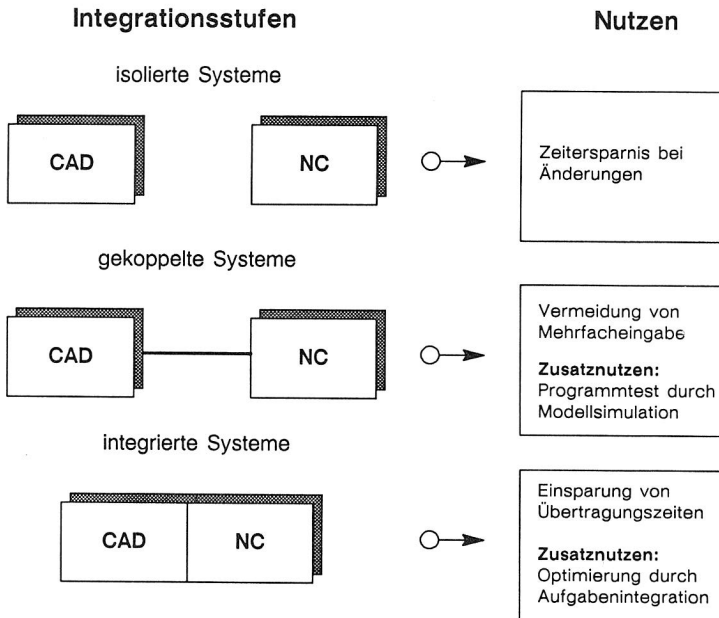 Integrationsstufen
Nutzen
isolierte Systeme
CAD
NC
Zeitersparnis bei
Änderungen
gekoppelte Systeme
CAD
NC
Vermeidung von
Mehrfacheingabe
Zusatznutzen:
Programmtest durch
Modellsimulation
integrierte Systeme
CAD
NC
Einsparung von
Übertragungszeiten
Zusatznutzen:
Optimierung durch
Aufgabenintegration